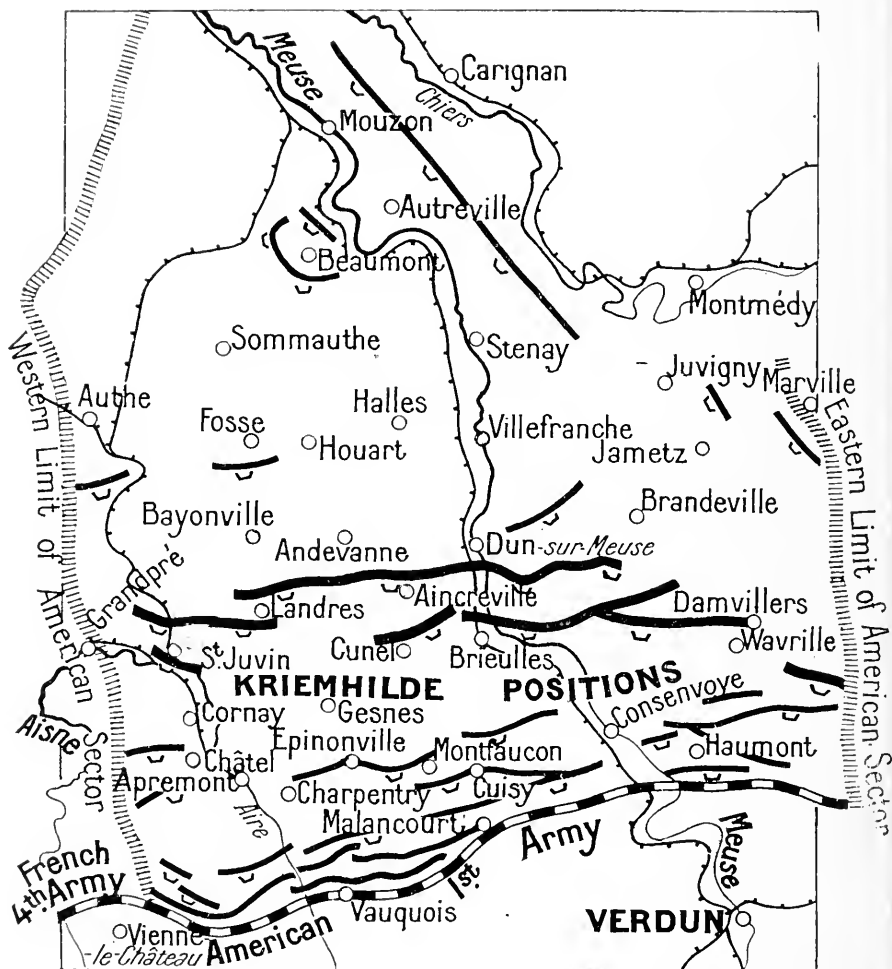 Meuse
Carignan
Chiers
Mouzon
Autreville
Beaumont
Montmédy
Sommauthe
Stenay
Western Limit of American Sector
Juvigny
Marville
Authe
Halles
Fosse
Houart
Villefranche
Jametz
Eastern Limit of American Sector
Brandeville
Bayonville
Andevanne
Dun-sur-Meuse
Grandpré
Landres
Aincreville
Damvillers
St. Juvin
Cunel
Brieulles
Wavrille
KRIEMHILDE POSITIONS
Aisne
Cornay
Gesnes
Consenvoye
Châtel
Epinonville
Montfaucon
Haumont
Apremont
Charpentry
Cuisy
Aire
Malancourt
French
4th. Army
American 1st. Army
Meuse
Vauquois
VERDUN
Vienne
-le-Château